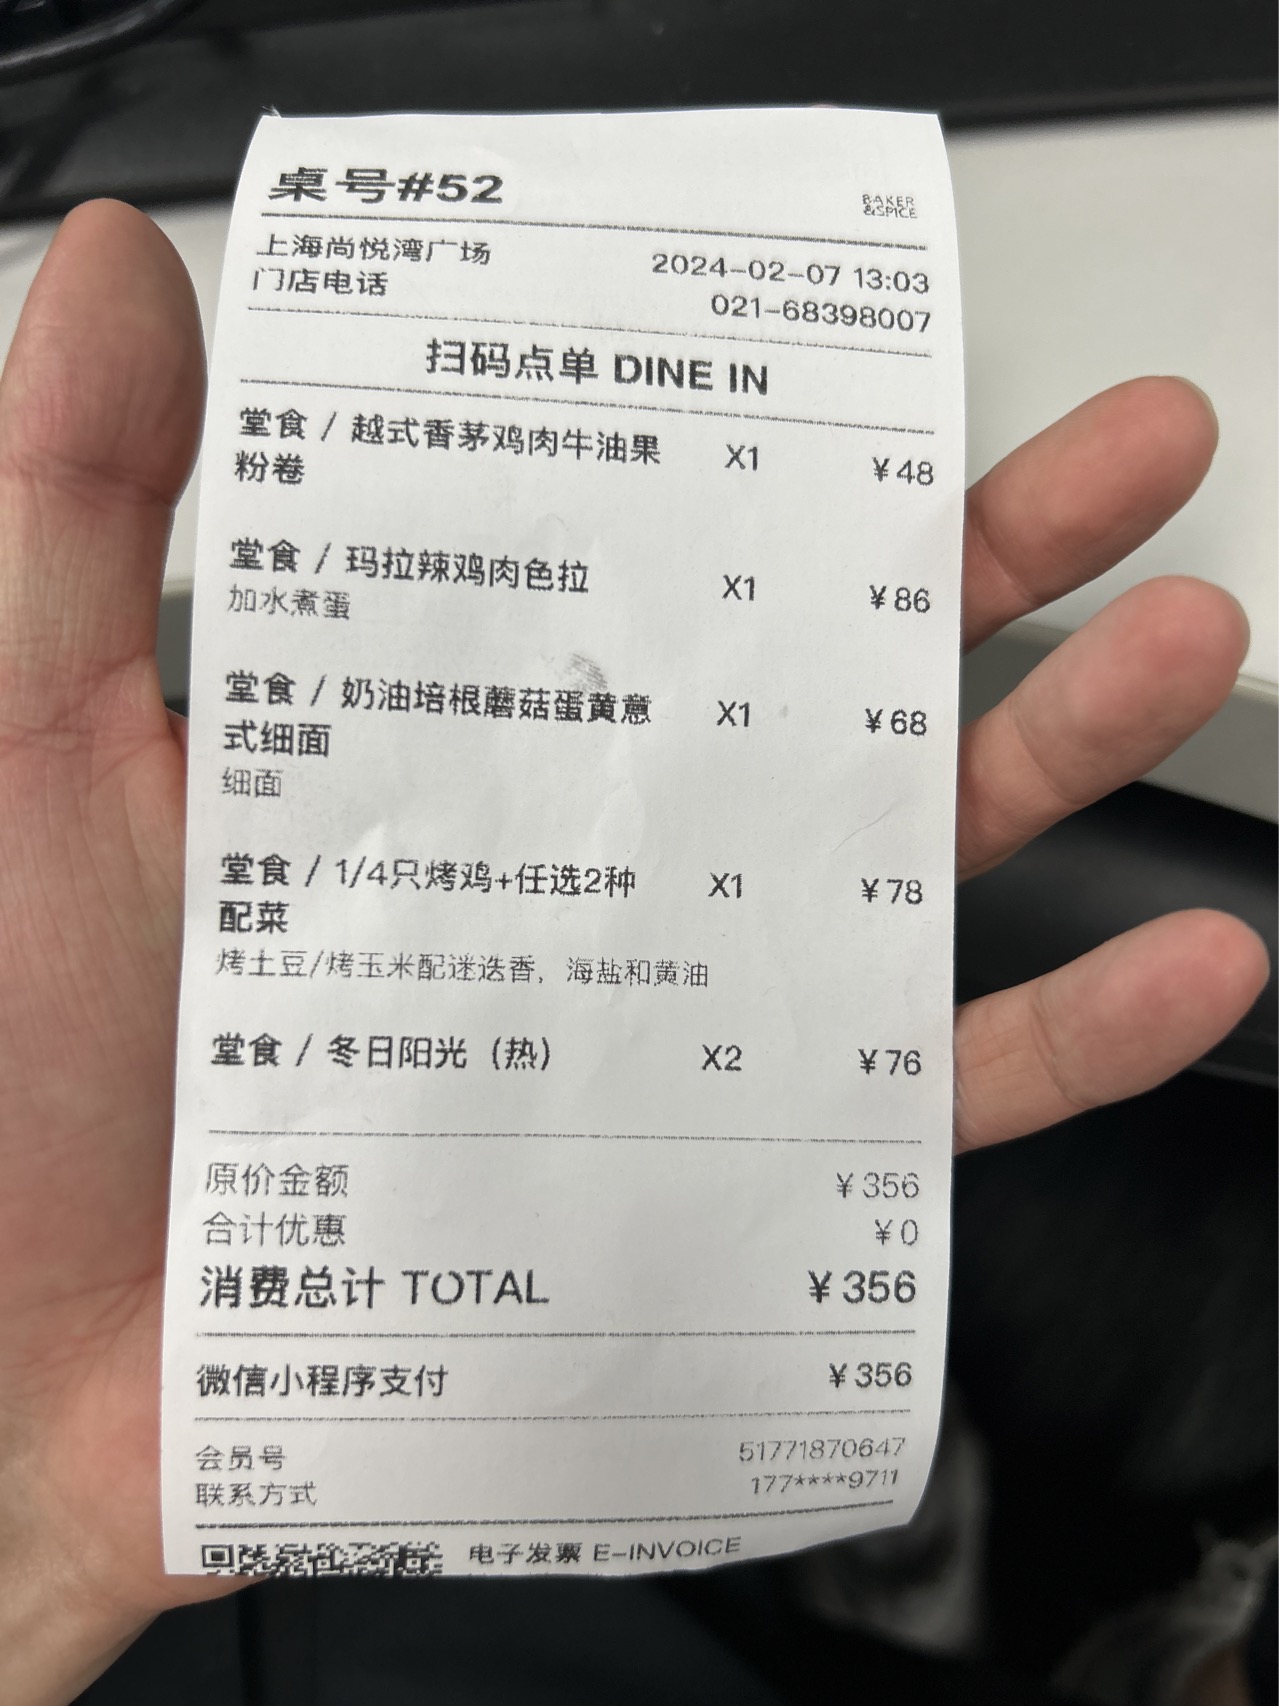 桌号#52
BAKER
&SPICE
上海尚悦湾广场 2024-02-07 13:03
门店电话 021-68398007
扫码点单 DINE IN
堂食 / 越式香茅鸡肉牛油果 X1 ¥48
粉卷
堂食 / 玛拉辣鸡肉色拉 X1 ¥86
加水煮蛋
堂食 / 奶油培根蘑菇蛋黄意 X1 ¥68
式细面
细面
堂食 / 1/4只烤鸡+任选2种 X1 ¥78
配菜
烤土豆/烤玉米配迷迭香，海盐和黄油
堂食 / 冬日阳光（热） X2 ¥76
原价金额 ¥356
合计优惠 ¥0
消费总计 TOTAL ¥356
微信小程序支付 ¥356
会员号 51771870647
联系方式 177****9711
电子发票 E-INVOICE